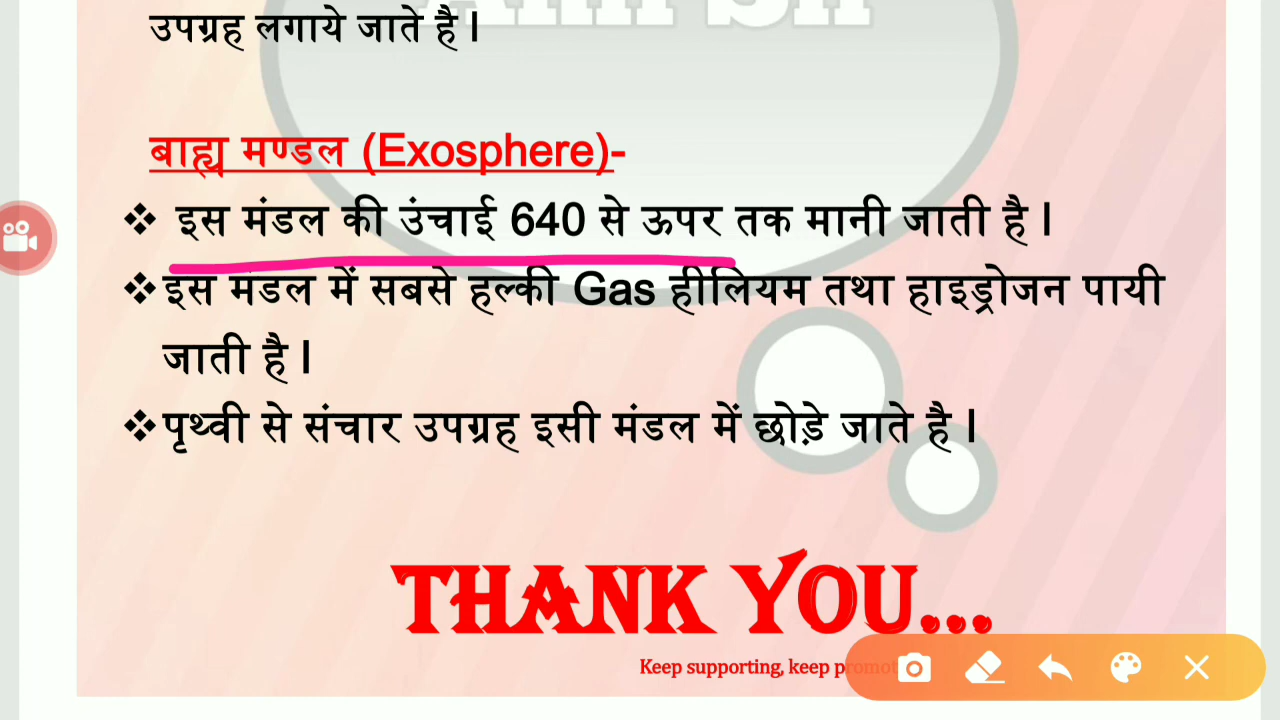 उपग्रह लगाये जाते है l
बाह्य मण्डल (Exosphere)-
❖ इस मंडल की उंचाई 640 से ऊपर तक मानी जाती है l
❖ इस मंडल में सबसे हल्की Gas हीलियम तथा हाइड्रोजन पायी
जाती है l
❖ पृथ्वी से संचार उपग्रह इसी मंडल में छोड़े जाते है l
THANK YOU...
Keep supporting, keep